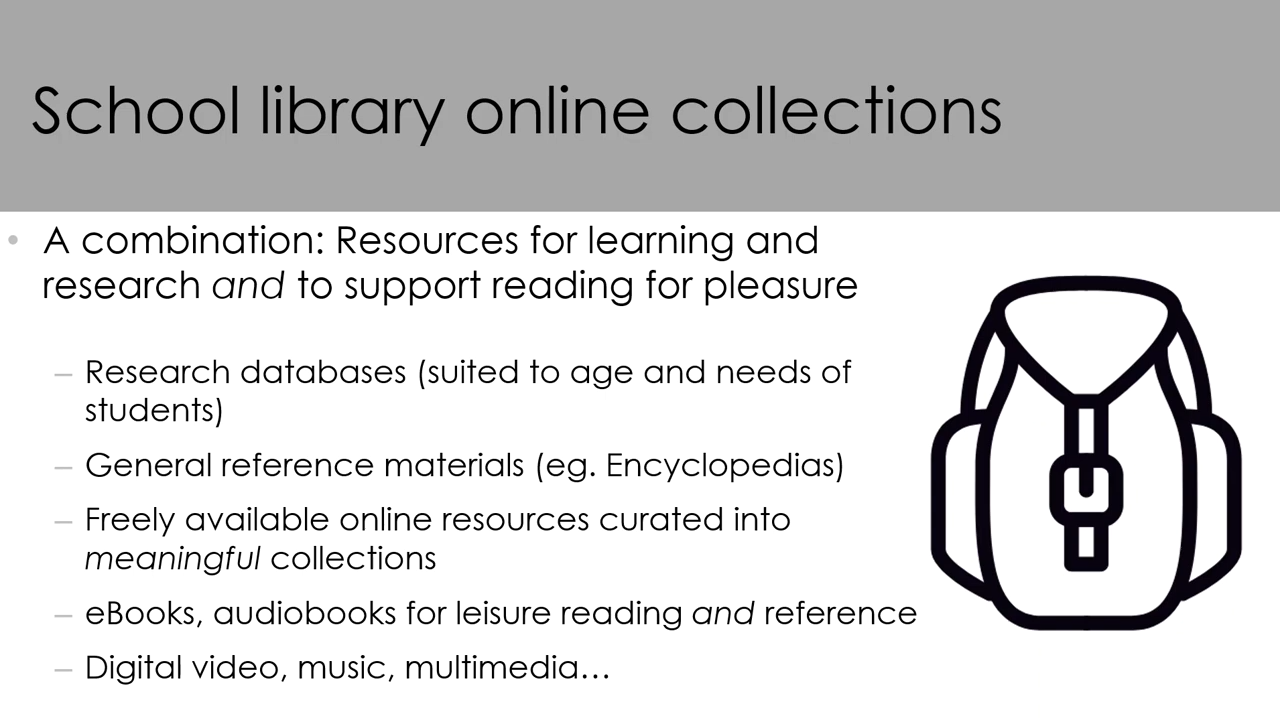 School library online collections
• A combination: Resources for learning and
research and to support reading for pleasure
– Research databases (suited to age and needs of
students)
– General reference materials (eg. Encyclopedias)
– Freely available online resources curated into
meaningful collections
– eBooks, audiobooks for leisure reading and reference
– Digital video, music, multimedia…